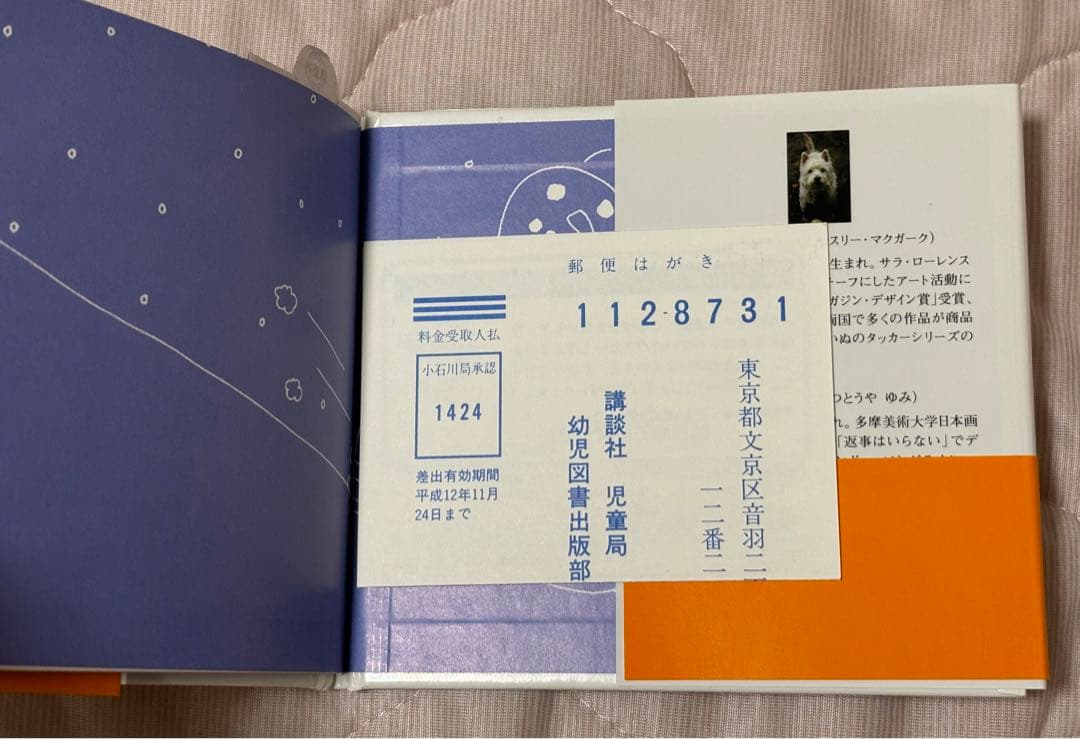 郵便はがき
112-8731
料金受取人払
小石川局承認
1424
差出有効期間
平成12年11月
24日まで
東京都文京区音羽二
一二番二
講談社 児童局
幼児図書出版部
スリー・マクガーク)
生まれ。サラ・ローレンス
チーフにしたアート活動に
ガジン・デザイン賞」受賞、
両国で多くの作品が商品
いぬのタッカーシリーズの
つとうや ゆみ)
れ。多摩美術大学日本画
「返事はいらない」でデ